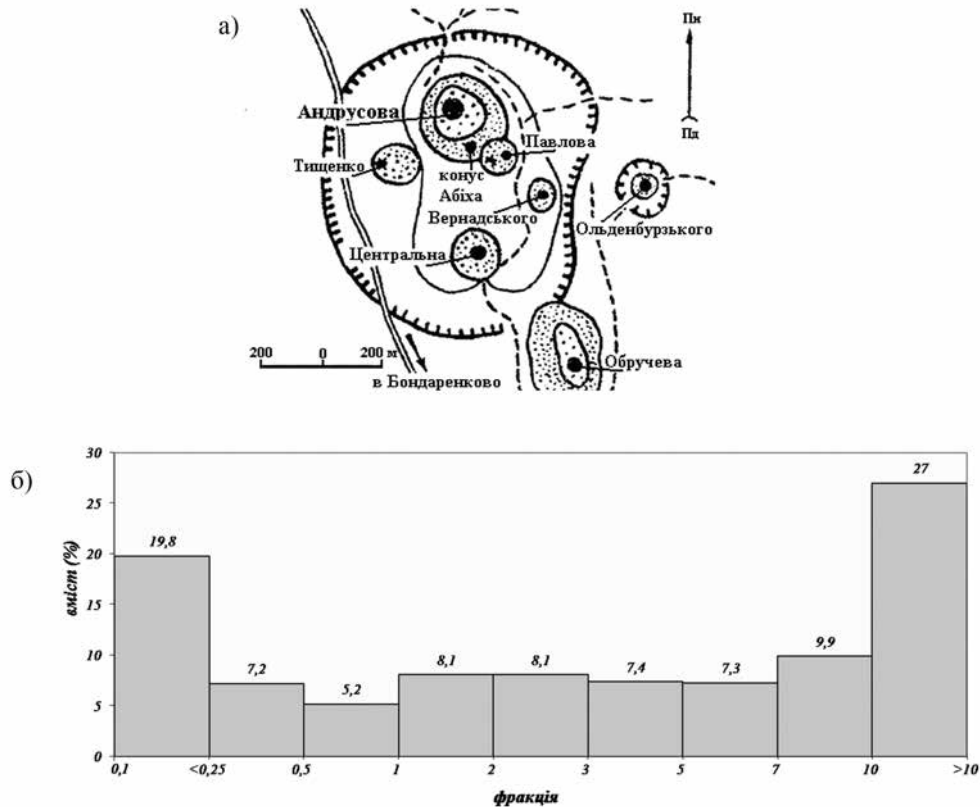 а)
Пн
Пд
Андрусова
Тищенко
конус
Абіха
Павлова
Вернадського
Ольденбурзького
Центральна
200 0 200 м
в Бондаренково
Обручева
б)
вміст (%)
30
25
20
15
10
5
0
19,8
7,2
5,2
8,1
8,1
7,4
7,3
9,9
27
0,1 <0,25 0,5 1 2 3 5 7 10 >10
фракція